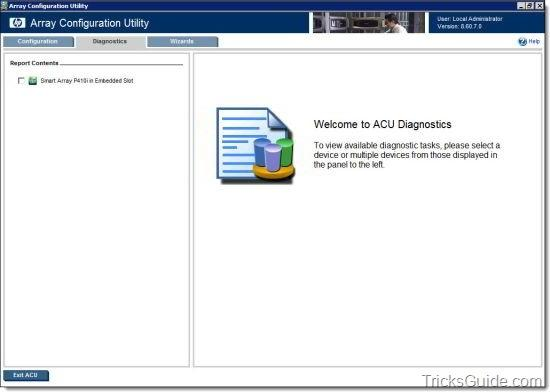 Array Configuration Utility
hp
Array Configuration Utility
User: Local Administrator
Version: 8.60.7.0
Configuration
Diagnostics
Wizards
Help
Report Contents
Smart Array P410i in Embedded Slot
Welcome to ACU Diagnostics
To view available diagnostic tasks, please select a
device or multiple devices from those displayed in
the panel to the left.
Exit ACU
TricksGuide.com